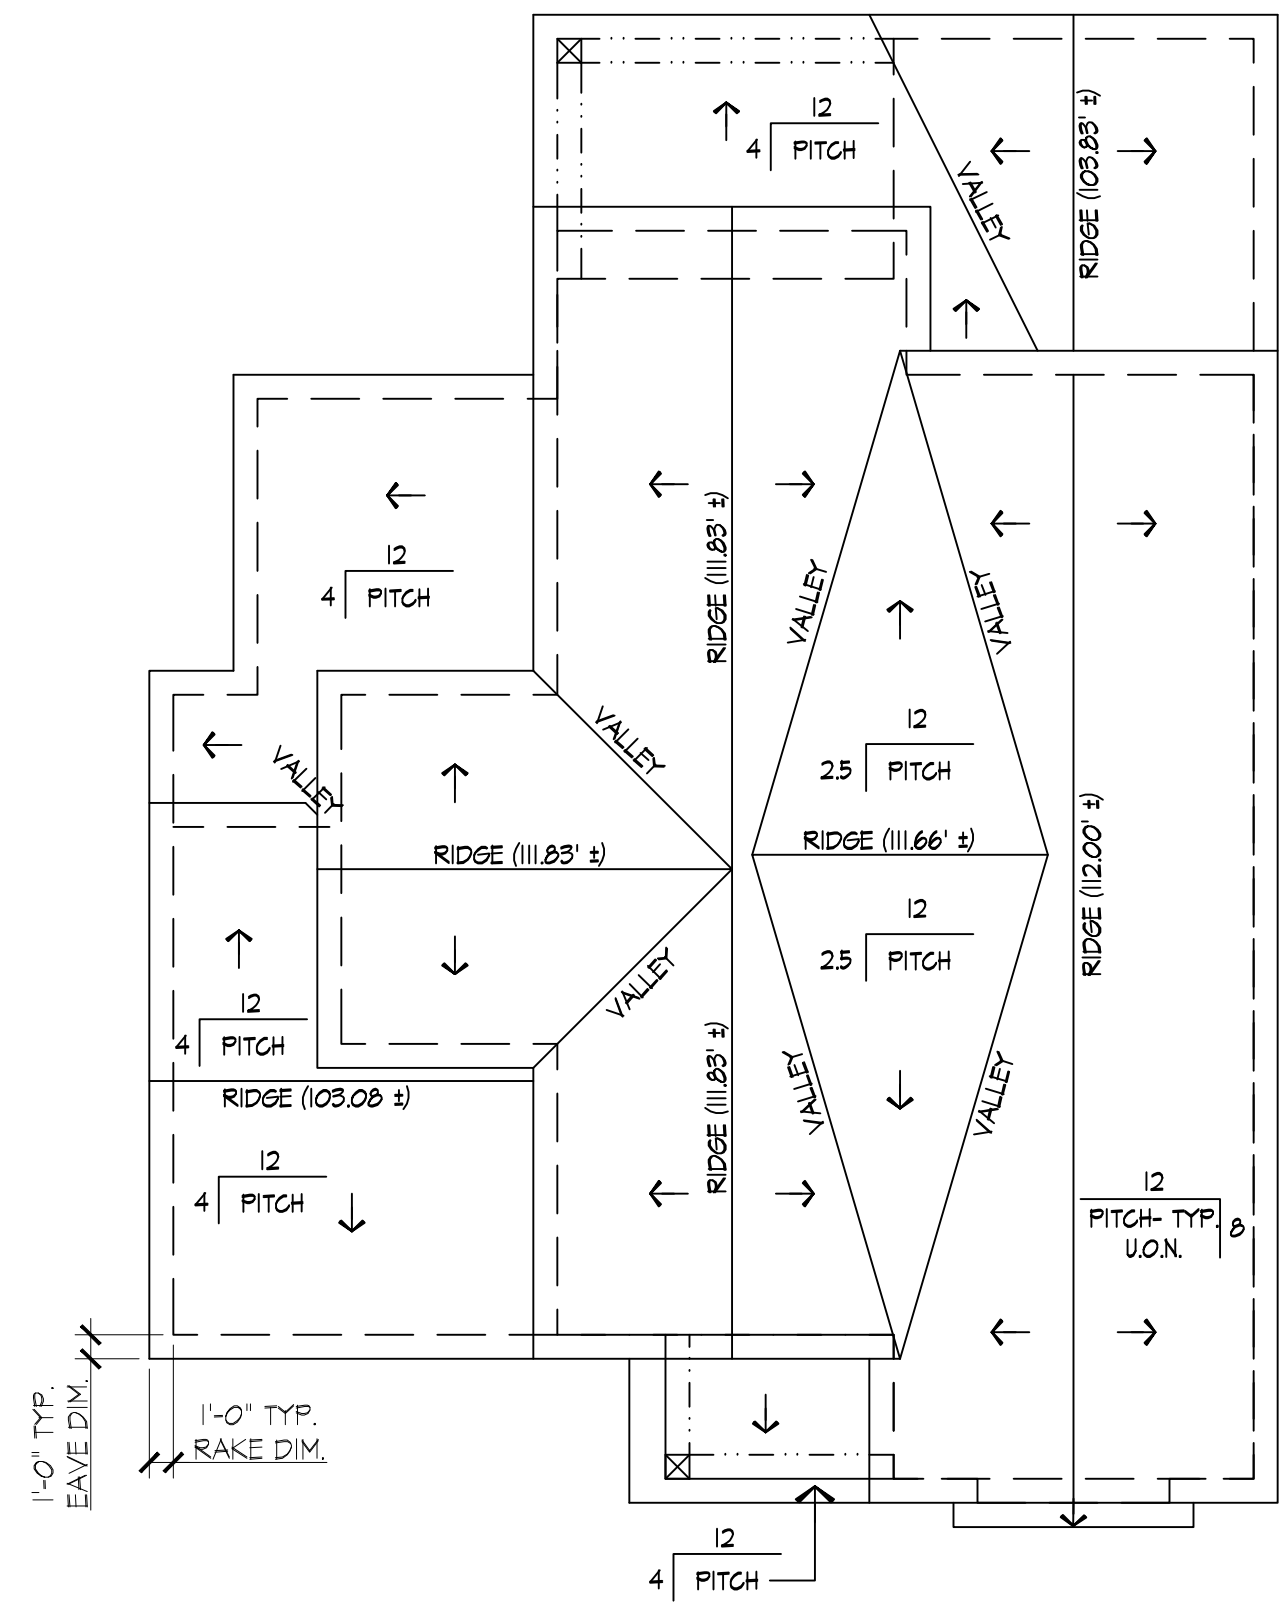 12
4 PITCH
VALLEY
RIDGE (103.83' ±)
12
4 PITCH
RIDGE (111.83' ±)
VALLEY
VALLEY
VALLEY
VALLEY
12
2.5 PITCH
RIDGE (111.83' ±)
RIDGE (111.66' ±)
RIDGE (112.00' ±)
12
2.5 PITCH
VALLEY
12
4 PITCH
RIDGE (103.08 ±)
RIDGE (111.83' ±)
VALLEY
VALLEY
12
4 PITCH
12
PITCH- TYP. 8
U.O.N.
1'-0" TYP.
EAVE DIM.
1'-0" TYP.
RAKE DIM.
12
4 PITCH